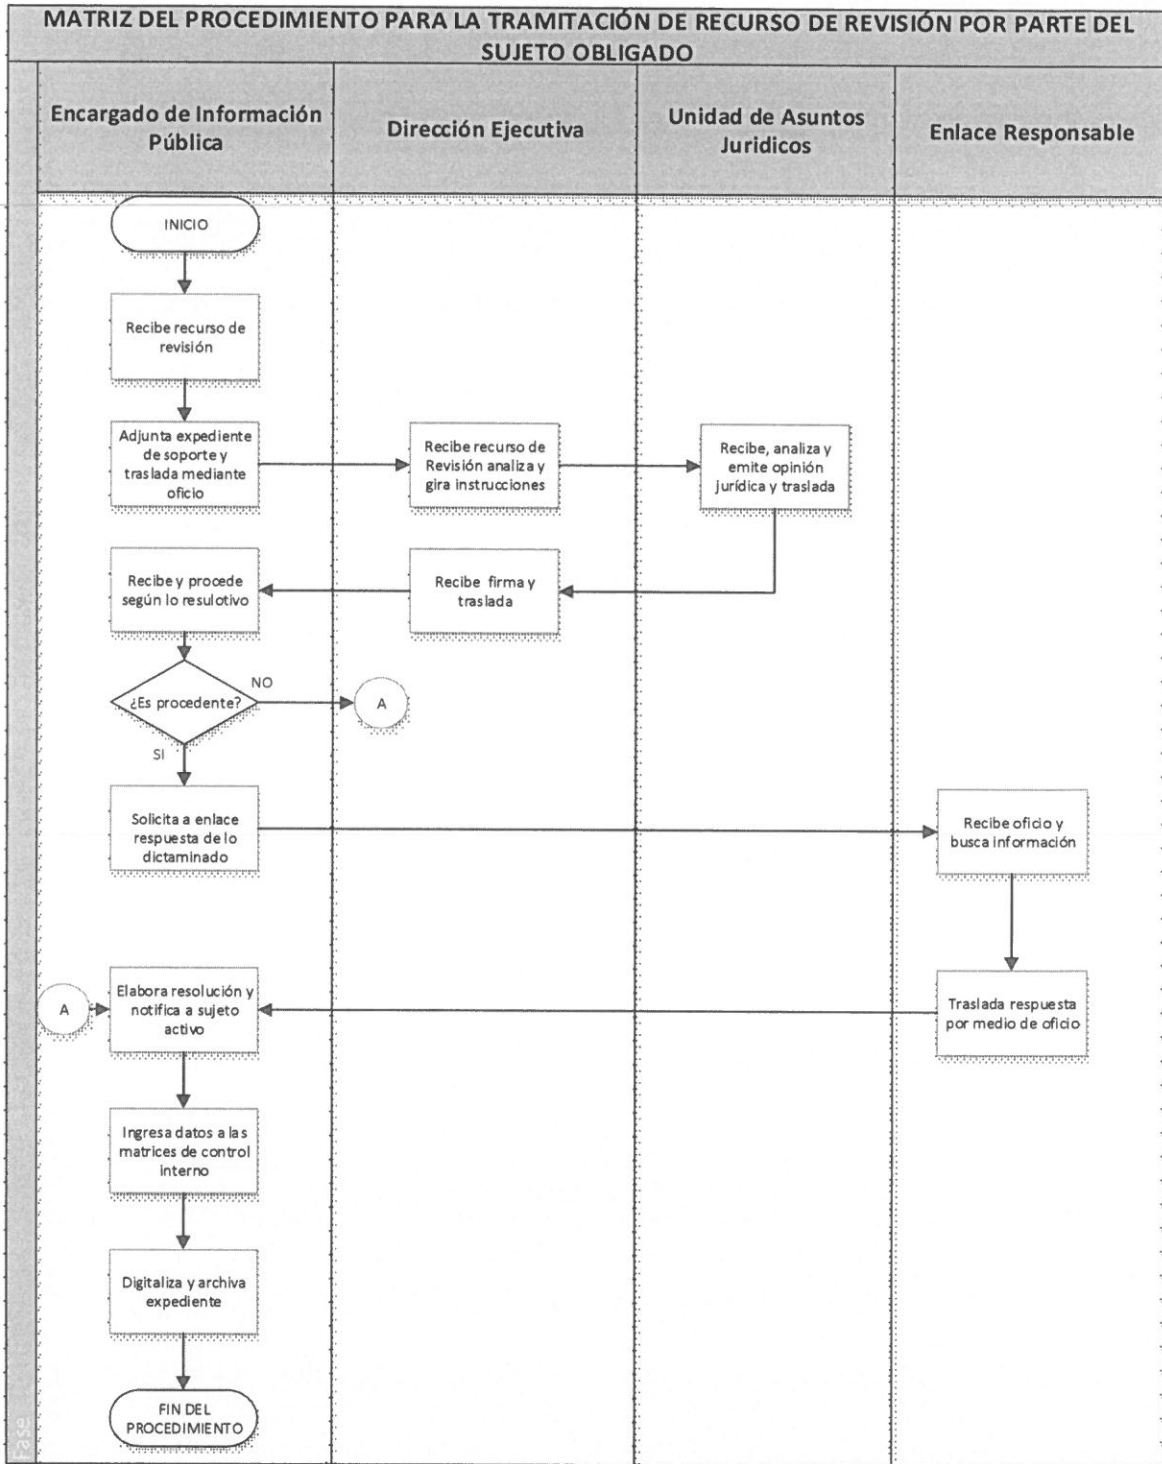 MATRIZ DEL PROCEDIMIENTO PARA LA TRAMITACIÓN DE RECURSO DE REVISIÓN POR PARTE DEL
SUJETO OBLIGADO
Encargado de Información
Pública
Dirección Ejecutiva
Unidad de Asuntos
Juridicos
Enlace Responsable
INICIO
Recibe recurso de
revisión
Adjunta expediente
de soporte y
traslada mediante
oficio
Recibe recurso de
Revisión analiza y
gira instrucciones
Recibe, analiza y
emite opinión
jurídica y traslada
Recibe y procede
según lo resulotivo
Recibe firma y
traslada
¿Es procedente?
NO
A
SI
Solicita a enlace
respuesta de lo
dictaminado
Recibe oficio y
busca información
A
Elabora resolución y
notifica a sujeto
activo
Traslada respuesta
por medio de oficio
Ingresa datos a las
matrices de control
interno
Digitaliza y archiva
expediente
FIN DEL
PROCEDIMIENTO
Fase